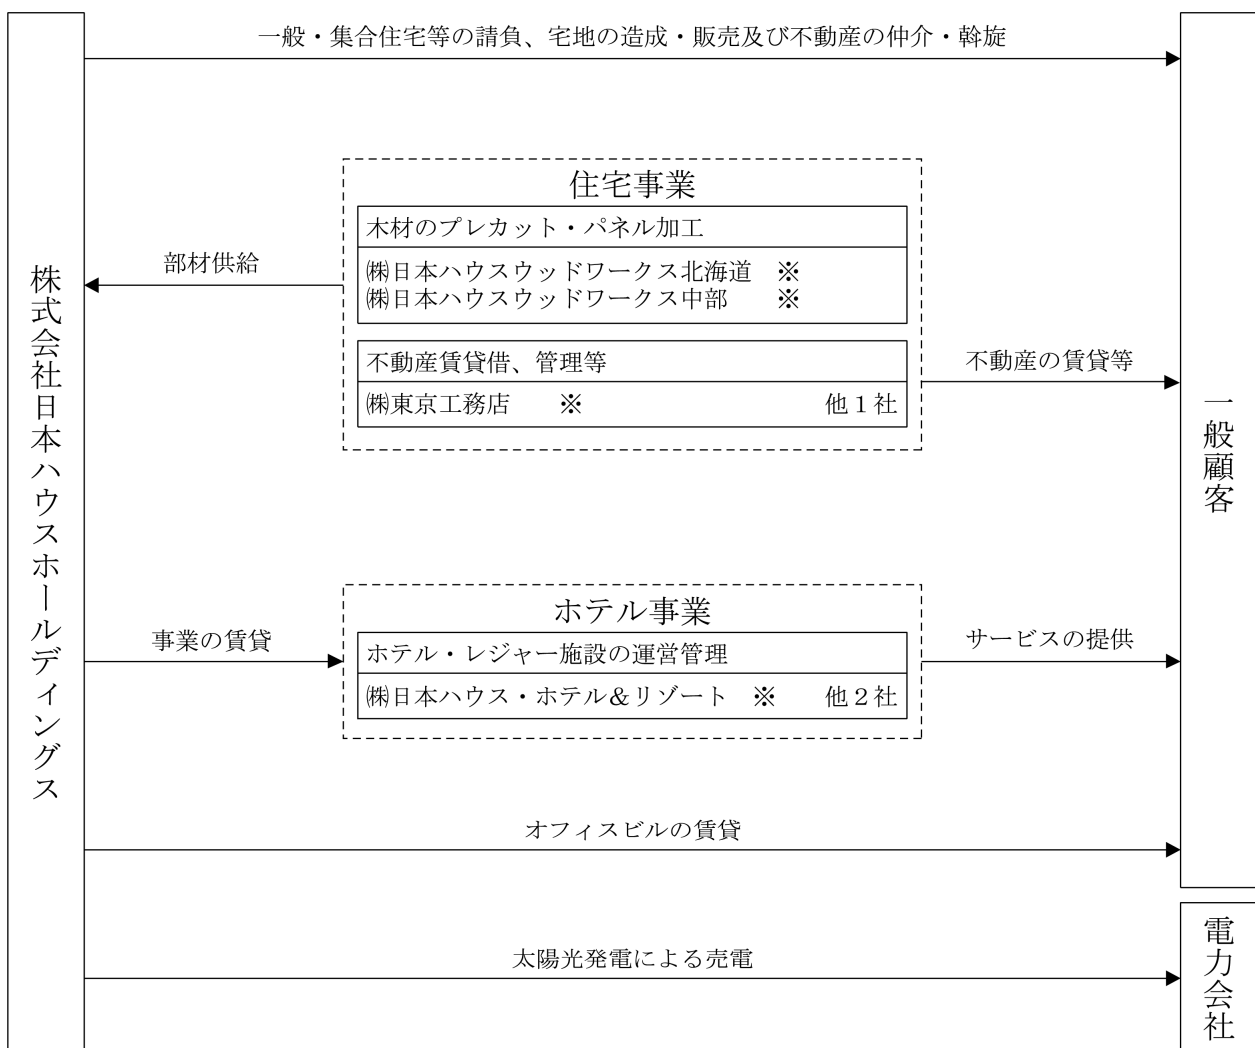 一般・集合住宅等の請負、宅地の造成・販売及び不動産の仲介・斡旋
株式会社日本ハウスホールディングス
住宅事業
木材のプレカット・パネル加工
㈱日本ハウスウッドワークス北海道　※
㈱日本ハウスウッドワークス中部　　※
部材供給
不動産賃貸借、管理等
㈱東京工務店　　※　　　　　　　　　　他１社
不動産の賃貸等
一般顧客
ホテル事業
ホテル・レジャー施設の運営管理
㈱日本ハウス・ホテル＆リゾート　※　　他２社
事業の賃貸
サービスの提供
オフィスビルの賃貸
太陽光発電による売電
電力会社